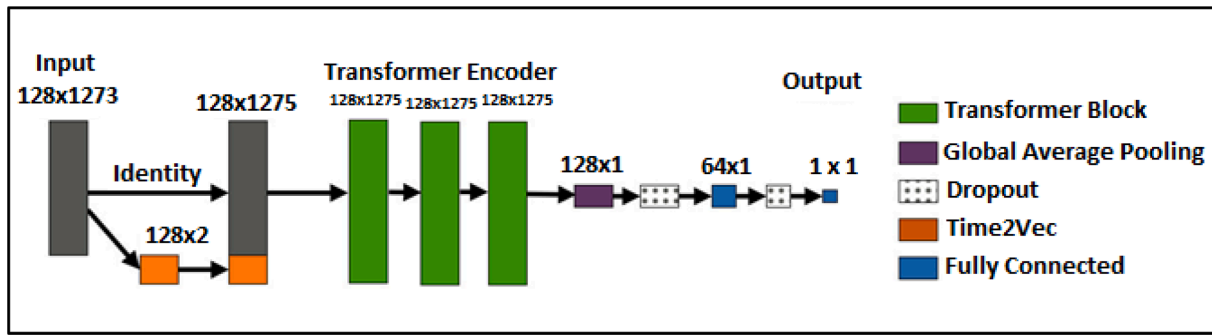 Input
128x1273
128x1275
Identity
128x2
Transformer Encoder
128x1275 128x1275 128x1275
128x1
64x1
Output
1 x 1
Transformer Block
Global Average Pooling
Dropout
Time2Vec
Fully Connected